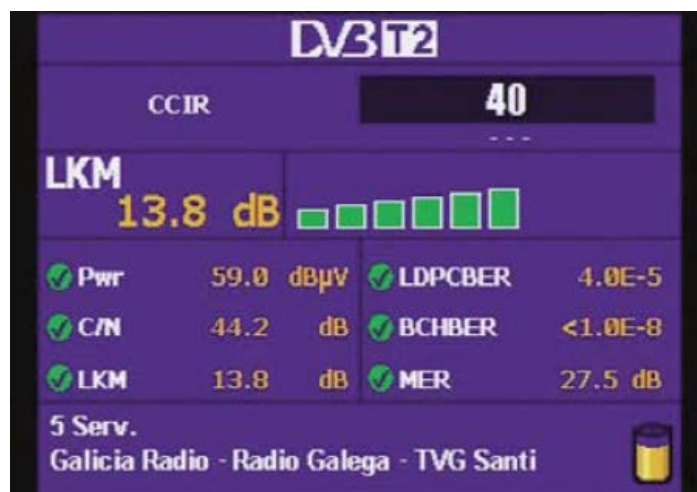 DVB T2
CCIR 40
---
LKM
13.8 dB
Pwr 59.0 dBµV LDPCBER 4.0E-5
C/N 44.2 dB BCHBER <1.0E-8
LKM 13.8 dB MER 27.5 dB
5 Serv.
Galicia Radio - Radio Galega - TVG Santi